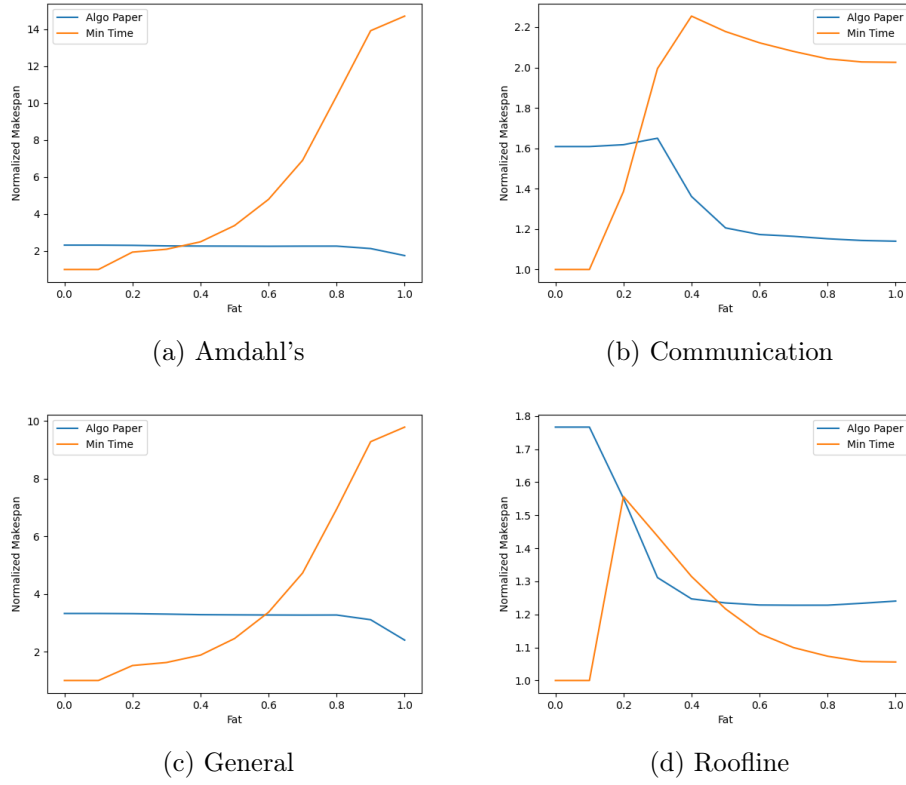 Algo Paper
Min Time
14
12
10
8
6
4
2
Normalized Makespan
0.0 0.2 0.4 0.6 0.8 1.0
Fat
(a) Amdahl's
Algo Paper
Min Time
2.2
2.0
1.8
1.6
1.4
1.2
1.0
Normalized Makespan
0.0 0.2 0.4 0.6 0.8 1.0
Fat
(b) Communication
Algo Paper
Min Time
10
8
6
4
2
Normalized Makespan
0.0 0.2 0.4 0.6 0.8 1.0
Fat
(c) General
Algo Paper
Min Time
1.8
1.7
1.6
1.5
1.4
1.3
1.2
1.1
1.0
Normalized Makespan
0.0 0.2 0.4 0.6 0.8 1.0
Fat
(d) Roofline